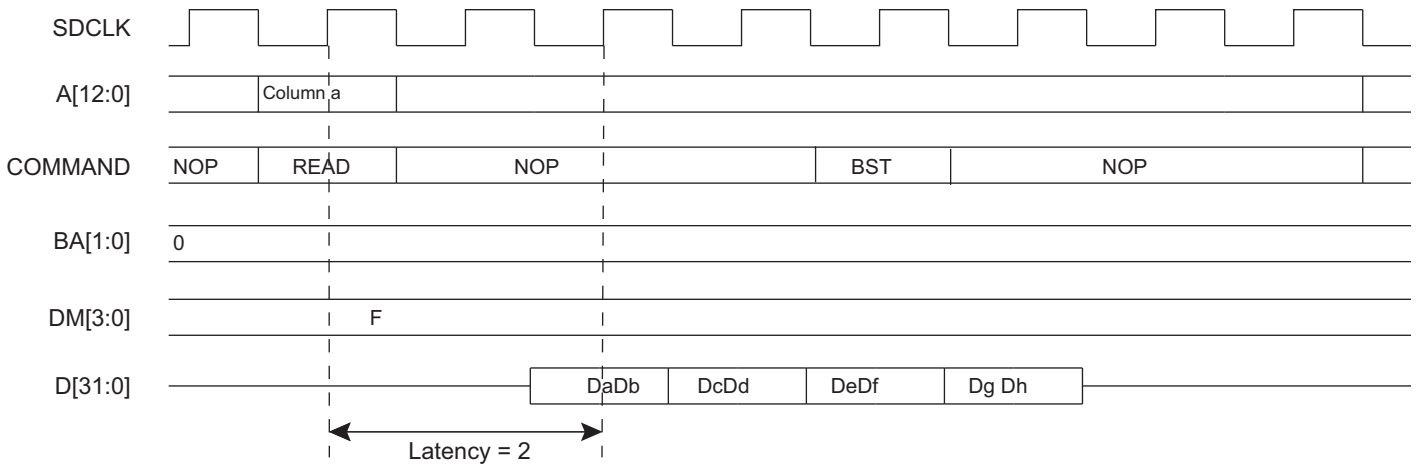 SDCLK
A[12:0] Column a
COMMAND NOP READ NOP BST NOP
BA[1:0] 0
DM[3:0] F
D[31:0] DaDb DcDd DeDf Dg Dh
Latency = 2